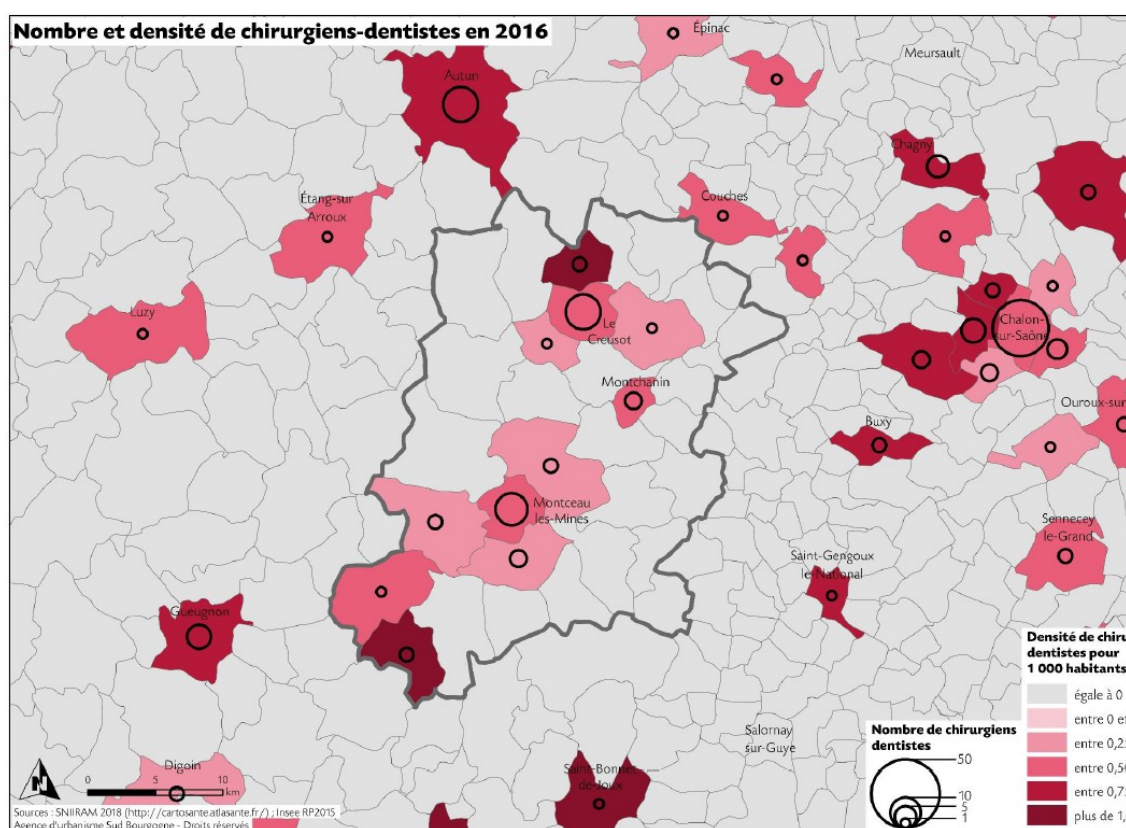 Nombre et densité de chirurgiens-dentistes en 2016
Épinac
Meursault
Autun
Chagny
Étang-sur
Arroux
Couches
Luzy
Le
Creusot
Chalon-
sur-Saône
Montchanin
Ouroux-sur-
Buxy
Montceau
les-Mines
Sennecey
le-Grand
Saint-Gengoux
le-National
Gueugnon
Salornay
sur-Guye
Digoin
Saint-Bonnet-
de-Joux
Densité de chiru
dentistes pour
1 000 habitants
égale à 0
entre 0 et
entre 0,25
entre 0,50
entre 0,7
plus de 1,
Nombre de chirurgiens
dentistes
50
10
5
1
N
0 5 10
km
Sources : SNIIRAM 2018 (http://cartosante.atlasante.fr/) ; Insee RP2015
Agence d'urbanisme Sud Bourgogne - Droits réservés